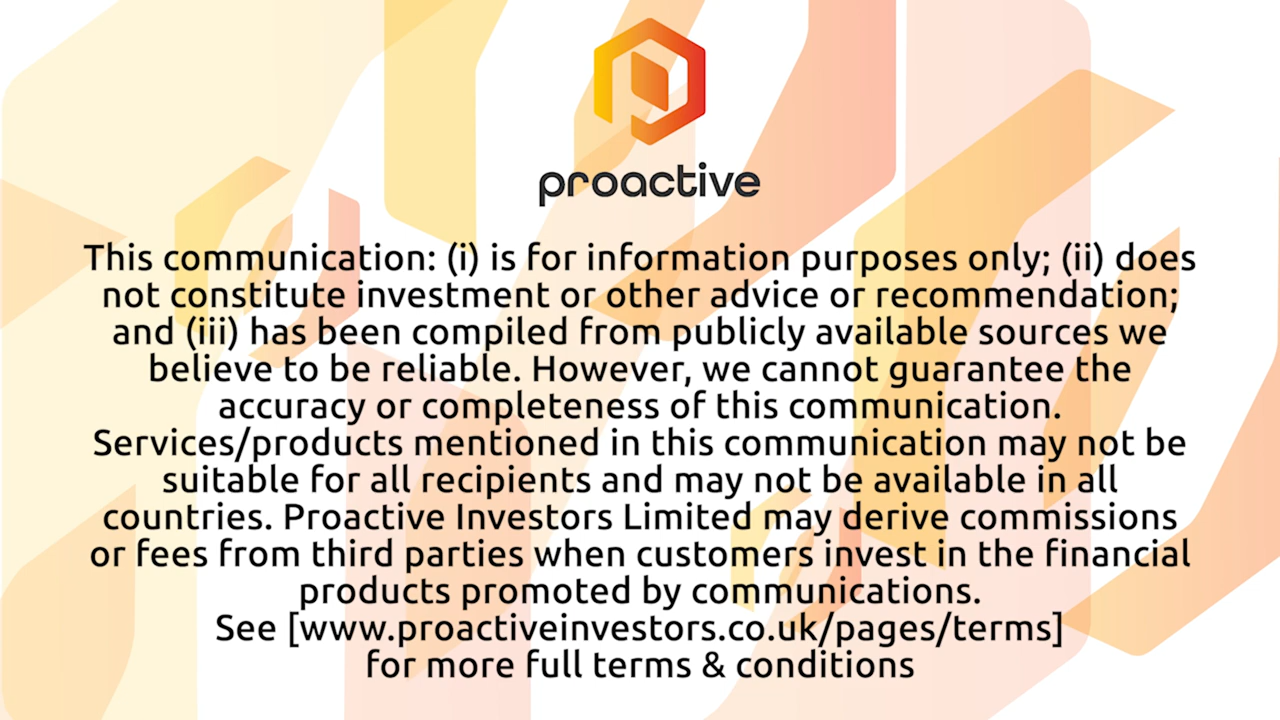 proactive
This communication: (i) is for information purposes only; (ii) does
not constitute investment or other advice or recommendation;
and (iii) has been compiled from publicly available sources we
believe to be reliable. However, we cannot guarantee the
accuracy or completeness of this communication.
Services/products mentioned in this communication may not be
suitable for all recipients and may not be available in all
countries. Proactive Investors Limited may derive commissions
or fees from third parties when customers invest in the financial
products promoted by communications.
See [www.proactiveinvestors.co.uk/pages/terms]
for more full terms & conditions